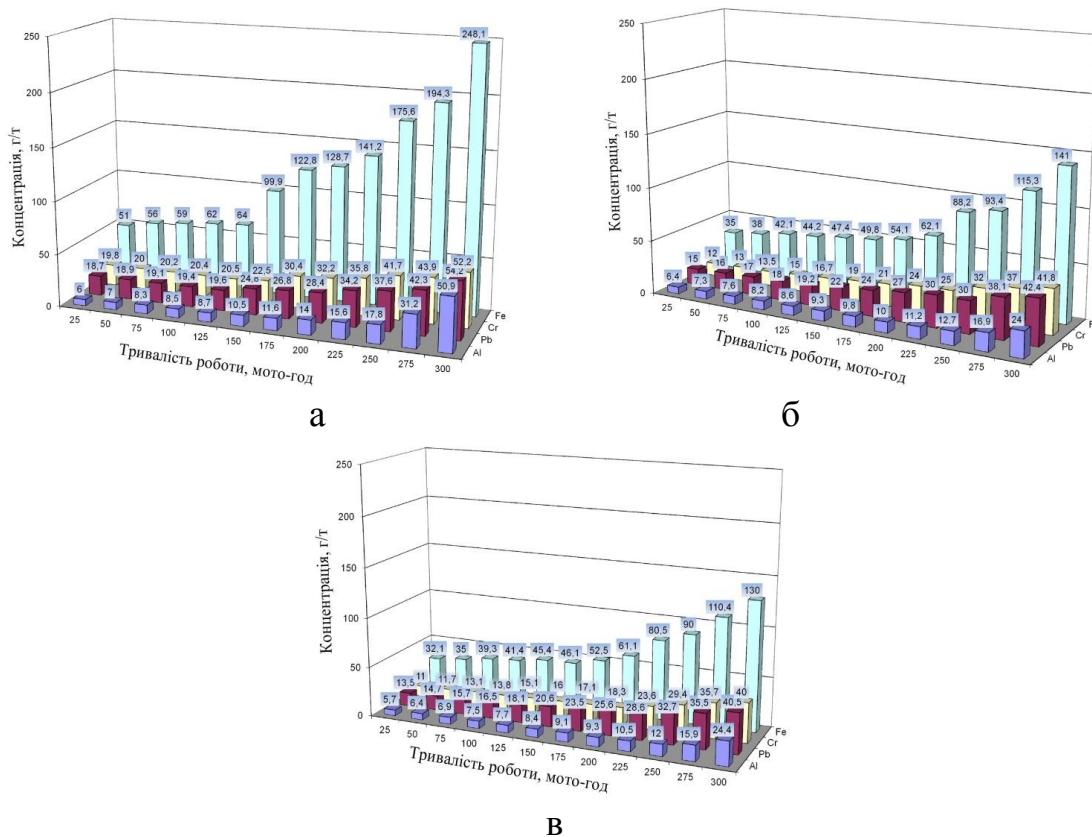 250
200
150
100
50
0
Концентрація, г/т
51 56 59 62 64 99,9 122,8 128,7 141,2 175,6 194,3 248,1
19,8 20 20,2 20,4 20,5 22,5 30,4 32,2 35,8 41,7 43,9 52,2
18,7 18,9 19,1 19,4 19,6 24,8 26,8 28,4 34,2 37,6 42,3 54,2
6 7 8,3 8,5 8,7 10,5 11,6 14 15,6 17,8 31,2 50,9
25 50 75 100 125 150 175 200 225 250 275 300
Fe
Cr
Pb
Al
Тривалість роботи, мото-год
а
250
200
150
100
50
0
Концентрація, г/т
35 38 42,1 44,2 47,4 49,8 54,1 62,1 88,2 93,4 115,3 141
12 13 13,5 15 16,7 19 21 24 25 32 37 41,8
15 16 17 18 19,2 22 24 27 30 30 38,1 42,4
6,4 7,3 7,6 8,2 8,6 9,3 9,8 10 11,2 12,7 16,9 24
25 50 75 100 125 150 175 200 225 250 275 300
Cr
Pb
Al
Тривалість роботи, мото-год
б
250
200
150
100
50
0
Концентрація, г/т
32,1 35 39,3 41,4 45,4 46,1 52,5 61,1 80,5 90 110,4 130
11 11,7 13,1 13,8 15,1 16 17,1 18,3 23,6 29,4 35,7 40
13,5 14,7 15,7 16,5 18,1 20,6 23,5 25,6 28,6 32,7 35,5 40,5
5,7 6,4 6,9 7,5 7,7 8,4 9,1 9,3 10,5 12 15,9 24,4
25 50 75 100 125 150 175 200 225 250 275 300
Fe
Cr
Pb
Al
Тривалість роботи, мото-год
в